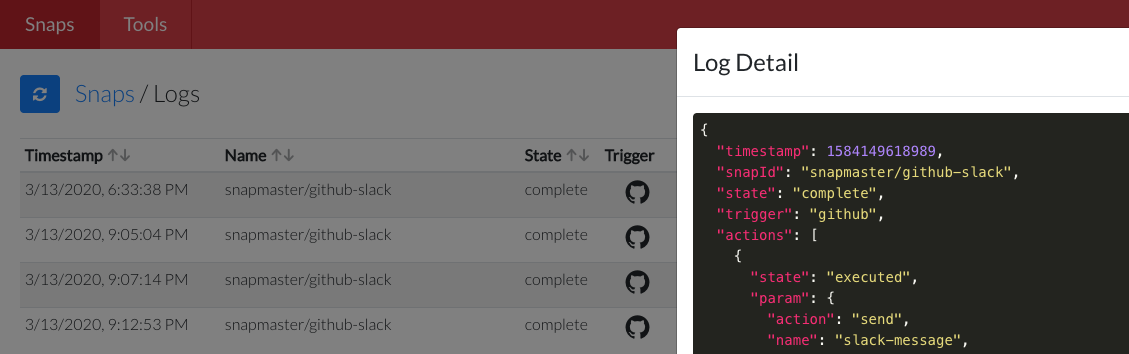 Snaps Tools
Snaps / Logs
Timestamp Name State Trigger
3/13/2020, 6:33:38 PM snapmaster/github-slack complete
3/13/2020, 9:05:04 PM snapmaster/github-slack complete
3/13/2020, 9:07:14 PM snapmaster/github-slack complete
3/13/2020, 9:12:53 PM snapmaster/github-slack complete
Log Detail
{
"timestamp": 1584149618989,
"snapId": "snapmaster/github-slack",
"state": "complete",
"trigger": "github",
"actions": [
{
"state": "executed",
"param": {
"action": "send",
"name": "slack-message",